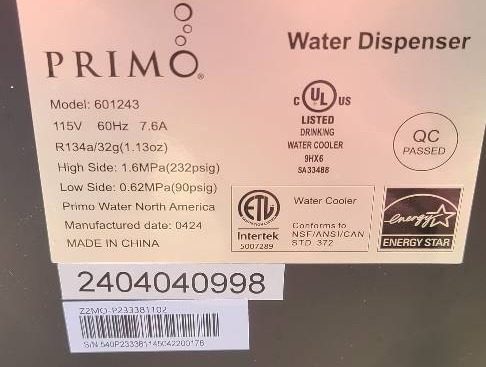 PRIMO®
Water Dispenser
Model: 601243
115V 60Hz 7.6A
R134a/32g(1.13oz)
High Side: 1.6MPa(232psig)
Low Side: 0.62MPa(90psig)
Primo Water North America
Manufactured date: 0424
MADE IN CHINA
C UL US
LISTED
DRINKING
WATER COOLER
9HX6
SA33488
QC
PASSED
ETL
Intertek
5007289
Water Cooler
Conforms to
NSF/ANSI/CAN
STD. 372
energy
ENERGY STAR
2404040998
Z2MO-P233381102
S/N:540P233381145042200178